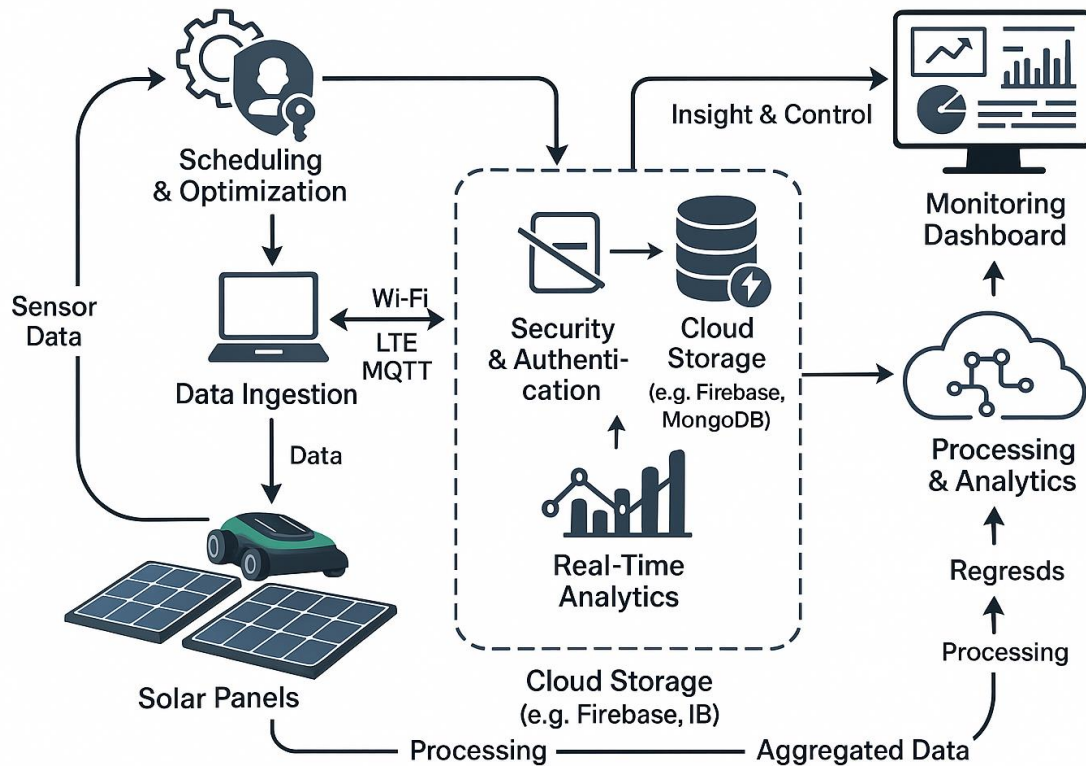 Scheduling
& Optimization
Insight & Control
Monitoring
Dashboard
Sensor
Data
Wi-Fi
LTE
MQTT
Data Ingestion
Data
Security
& Authenti-
cation
Cloud
Storage
(e.g. Firebase,
MongoDB)
Real-Time
Analytics
Processing
& Analytics
Regresds
Processing
Solar Panels
Cloud Storage
(e.g. Firebase, IB)
Processing
Aggregated Data